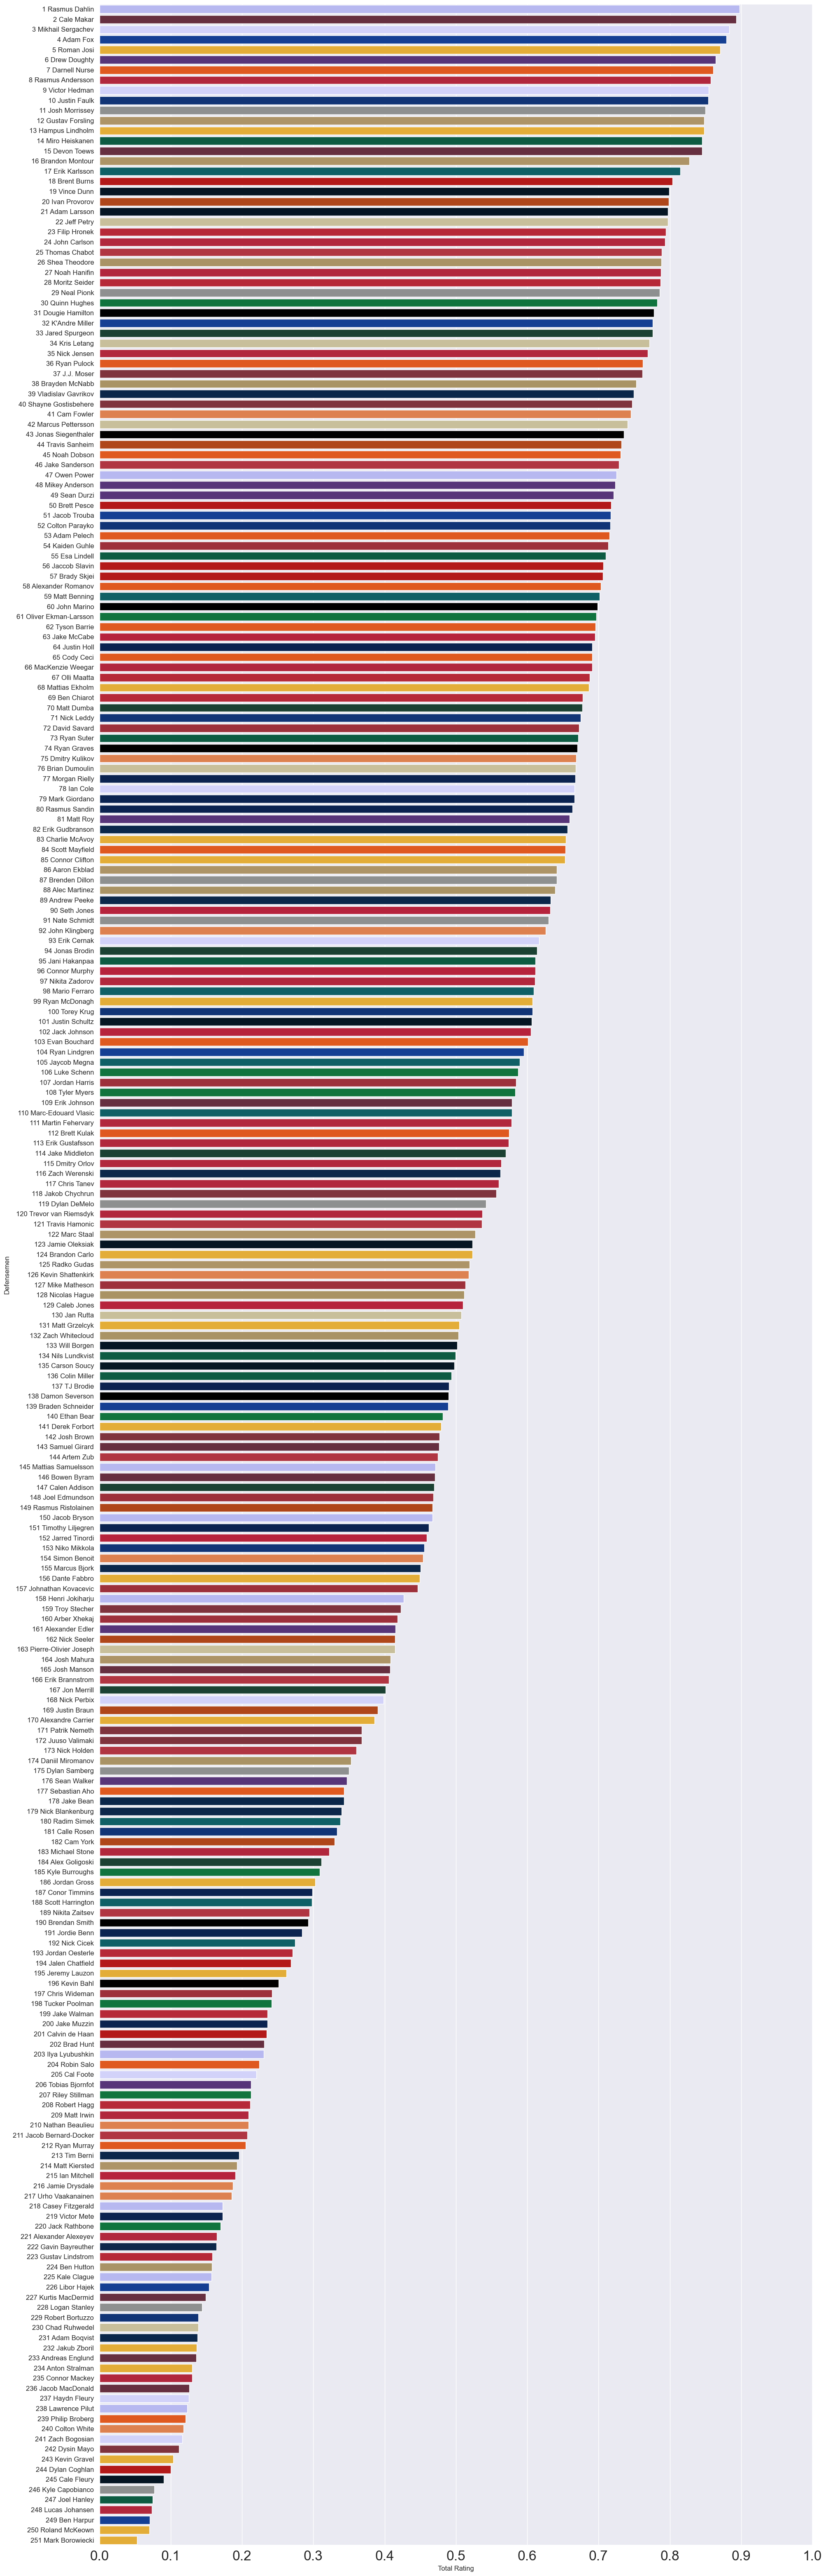 1 Rasmus Dahlin
2 Cale Makar
3 Mikhail Sergachev
4 Adam Fox
5 Roman Josi
6 Drew Doughty
7 Darnell Nurse
8 Rasmus Andersson
9 Victor Hedman
10 Justin Faulk
11 Josh Morrissey
12 Gustav Forsling
13 Hampus Lindholm
14 Miro Heiskanen
15 Devon Toews
16 Brandon Montour
17 Erik Karlsson
18 Brent Burns
19 Vince Dunn
20 Ivan Provorov
21 Adam Larsson
22 Jeff Petry
23 Filip Hronek
24 John Carlson
25 Thomas Chabot
26 Shea Theodore
27 Noah Hanifin
28 Moritz Seider
29 Neal Pionk
30 Quinn Hughes
31 Dougie Hamilton
32 K'Andre Miller
33 Jared Spurgeon
34 Kris Letang
35 Nick Jensen
36 Ryan Pulock
37 J.J. Moser
38 Brayden McNabb
39 Vladislav Gavrikov
40 Shayne Gostisbehere
41 Cam Fowler
42 Marcus Pettersson
43 Jonas Siegenthaler
44 Travis Sanheim
45 Noah Dobson
46 Jake Sanderson
47 Owen Power
48 Mikey Anderson
49 Sean Durzi
50 Brett Pesce
51 Jacob Trouba
52 Colton Parayko
53 Adam Pelech
54 Kaiden Guhle
55 Esa Lindell
56 Jaccob Slavin
57 Brady Skjei
58 Alexander Romanov
59 Matt Benning
60 John Marino
61 Oliver Ekman-Larsson
62 Tyson Barrie
63 Jake McCabe
64 Justin Holl
65 Cody Ceci
66 MacKenzie Weegar
67 Olli Maatta
68 Mattias Ekholm
69 Ben Chiarot
70 Matt Dumba
71 Nick Leddy
72 David Savard
73 Ryan Suter
74 Ryan Graves
75 Dmitry Kulikov
76 Brian Dumoulin
77 Morgan Rielly
78 Ian Cole
79 Mark Giordano
80 Rasmus Sandin
81 Matt Roy
82 Erik Gudbranson
83 Charlie McAvoy
84 Scott Mayfield
85 Connor Clifton
86 Aaron Ekblad
87 Brenden Dillon
88 Alec Martinez
89 Andrew Peeke
90 Seth Jones
91 Nate Schmidt
92 John Klingberg
93 Erik Cernak
94 Jonas Brodin
95 Jani Hakanpaa
96 Connor Murphy
97 Nikita Zadorov
98 Mario Ferraro
99 Ryan McDonagh
100 Torey Krug
101 Justin Schultz
102 Jack Johnson
103 Evan Bouchard
104 Ryan Lindgren
105 Jaycob Megna
106 Luke Schenn
107 Jordan Harris
108 Tyler Myers
109 Erik Johnson
110 Marc-Edouard Vlasic
111 Martin Fehervary
112 Brett Kulak
113 Erik Gustafsson
114 Jake Middleton
115 Dmitry Orlov
116 Zach Werenski
117 Chris Tanev
118 Jakob Chychrun
119 Dylan DeMelo
120 Trevor van Riemsdyk
121 Travis Hamonic
122 Marc Staal
123 Jamie Oleksiak
124 Brandon Carlo
125 Radko Gudas
126 Kevin Shattenkirk
127 Mike Matheson
128 Nicolas Hague
129 Caleb Jones
130 Jan Rutta
131 Matt Grzelcyk
132 Zach Whitecloud
133 Will Borgen
134 Nils Lundkvist
135 Carson Soucy
136 Colin Miller
137 TJ Brodie
138 Damon Severson
139 Braden Schneider
140 Ethan Bear
141 Derek Forbort
142 Josh Brown
143 Samuel Girard
144 Artem Zub
145 Mattias Samuelsson
146 Bowen Byram
147 Calen Addison
148 Joel Edmundson
149 Rasmus Ristolainen
150 Jacob Bryson
151 Timothy Liljegren
152 Jarred Tinordi
153 Niko Mikkola
154 Simon Benoit
155 Marcus Bjork
156 Dante Fabbro
157 Johnathan Kovacevic
158 Henri Jokiharju
159 Troy Stecher
160 Arber Xhekaj
161 Alexander Edler
162 Nick Seeler
163 Pierre-Olivier Joseph
164 Josh Mahura
165 Josh Manson
166 Erik Brannstrom
167 Jon Merrill
168 Nick Perbix
169 Justin Braun
170 Alexandre Carrier
171 Patrik Nemeth
172 Juuso Valimaki
173 Nick Holden
174 Daniil Miromanov
175 Dylan Samberg
176 Sean Walker
177 Sebastian Aho
178 Jake Bean
179 Nick Blankenburg
180 Radim Simek
181 Calle Rosen
182 Cam York
183 Michael Stone
184 Alex Goligoski
185 Kyle Burroughs
186 Jordan Gross
187 Conor Timmins
188 Scott Harrington
189 Nikita Zaitsev
190 Brendan Smith
191 Jordie Benn
192 Nick Cicek
193 Jordan Oesterle
194 Jalen Chatfield
195 Jeremy Lauzon
196 Kevin Bahl
197 Chris Wideman
198 Tucker Poolman
199 Jake Walman
200 Jake Muzzin
201 Calvin de Haan
202 Brad Hunt
203 Ilya Lyubushkin
204 Robin Salo
205 Cal Foote
206 Tobias Bjornfot
207 Riley Stillman
208 Robert Hagg
209 Matt Irwin
210 Nathan Beaulieu
211 Jacob Bernard-Docker
212 Ryan Murray
213 Tim Berni
214 Matt Kiersted
215 Ian Mitchell
216 Jamie Drysdale
217 Urho Vaakanainen
218 Casey Fitzgerald
219 Victor Mete
220 Jack Rathbone
221 Alexander Alexeyev
222 Gavin Bayreuther
223 Gustav Lindstrom
224 Ben Hutton
225 Kale Clague
226 Libor Hajek
227 Kurtis MacDermid
228 Logan Stanley
229 Robert Bortuzzo
230 Chad Ruhwedel
231 Adam Boqvist
232 Jakub Zboril
233 Andreas Englund
234 Anton Stralman
235 Connor Mackey
236 Jacob MacDonald
237 Haydn Fleury
238 Lawrence Pilut
239 Philip Broberg
240 Colton White
241 Zach Bogosian
242 Dysin Mayo
243 Kevin Gravel
244 Dylan Coghlan
245 Cale Fleury
246 Kyle Capobianco
247 Joel Hanley
248 Lucas Johansen
249 Ben Harpur
250 Roland McKeown
251 Mark Borowiecki
Defensemen
0.0 0.1 0.2 0.3 0.4 0.5 0.6 0.7 0.8 0.9 1.0
Total Rating